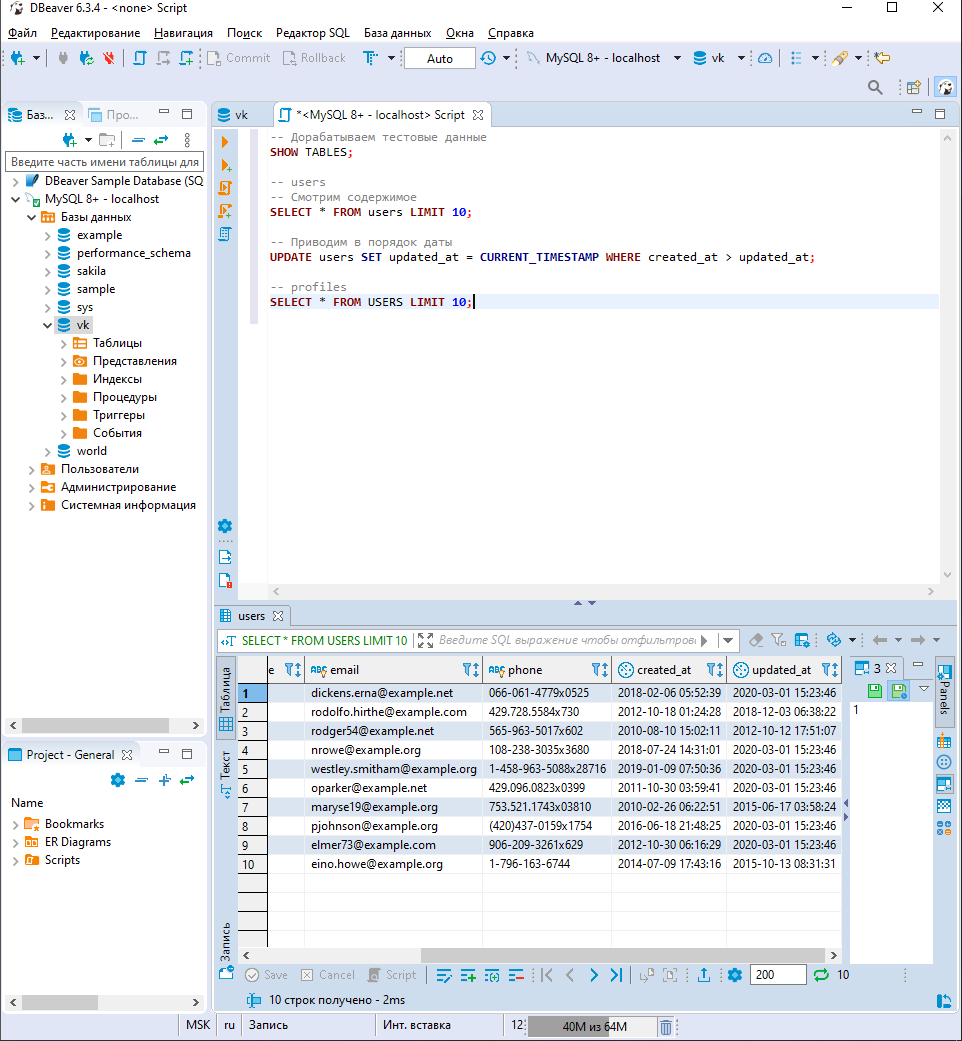 DBeaver 6.3.4 - <none> Script
Файл Редактирование Навигация Поиск Редактор SQL База данных Окна Справка
Commit Rollback Auto MySQL 8+ - localhost vk
Баз... Про...
Введите часть имени таблицы для
DBeaver Sample Database (SQ
MySQL 8+ - localhost
Базы данных
example
performance_schema
sakila
sample
sys
vk
Таблицы
Представления
Индексы
Процедуры
Триггеры
События
world
Пользователи
Администрирование
Системная информация
Project - General
Name
Bookmarks
ER Diagrams
Scripts
vk *<MySQL 8+ - localhost> Script
-- Дорабатываем тестовые данные
SHOW TABLES;
-- users
-- Смотрим содержимое
SELECT * FROM users LIMIT 10;
-- Приводим в порядок даты
UPDATE users SET updated_at = CURRENT_TIMESTAMP WHERE created_at > updated_at;
-- profiles
SELECT * FROM USERS LIMIT 10;
users
SELECT * FROM USERS LIMIT 10 Введите SQL выражение чтобы отфильтров
Таблица
Текст
Запись
e email phone created_at updated_at
1 dickens.erna@example.net 066-061-4779x0525 2018-02-06 05:52:39 2020-03-01 15:23:46
2 rodolfo.hirthe@example.com 429.728.5584x730 2012-10-18 01:24:28 2018-12-03 06:38:22
3 rodger54@example.net 565-963-5017x602 2010-08-10 15:02:11 2012-10-12 17:51:07
4 nrowe@example.org 108-238-3035x3680 2018-07-24 14:31:01 2020-03-01 15:23:46
5 westley.smitham@example.org 1-458-963-5088x28716 2019-01-09 07:50:36 2020-03-01 15:23:46
6 oparker@example.net 429.096.0823x0399 2011-10-30 03:59:41 2020-03-01 15:23:46
7 maryse19@example.org 753.521.1743x03810 2010-02-26 06:22:51 2015-06-17 03:58:24
8 pjohnson@example.org (420)437-0159x1754 2016-06-18 21:48:25 2020-03-01 15:23:46
9 elmer73@example.com 906-209-3261x629 2012-10-30 06:16:29 2020-03-01 15:23:46
10 eino.howe@example.org 1-796-163-6744 2014-07-09 17:43:16 2015-10-13 08:31:31
3
1
Panels
Save Cancel Script 200 10
10 строк получено - 2ms
MSK ru Запись Инт. вставка 12: 40M из 64M